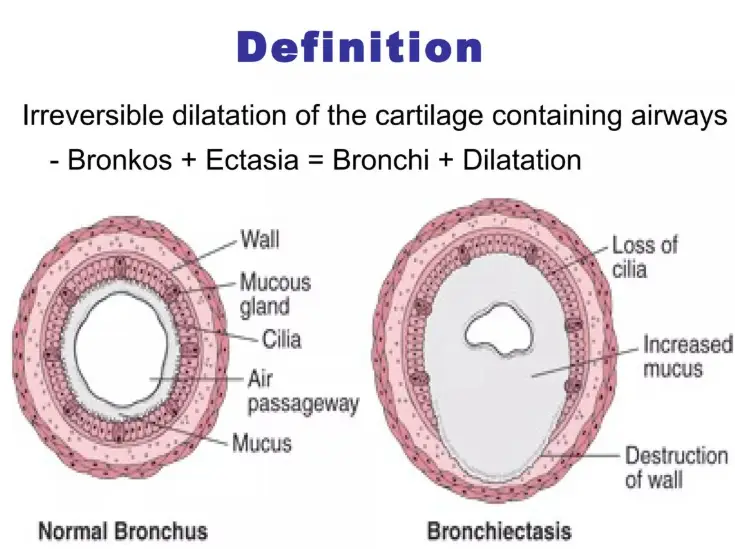 Definition
Irreversible dilatation of the cartilage containing airways
- Bronkos + Ectasia = Bronchi + Dilatation
Wall
Mucous
gland
Cilia
Air
passageway
Mucus
Normal Bronchus
Loss of
cilia
Increased
mucus
Destruction
of wall
Bronchiectasis